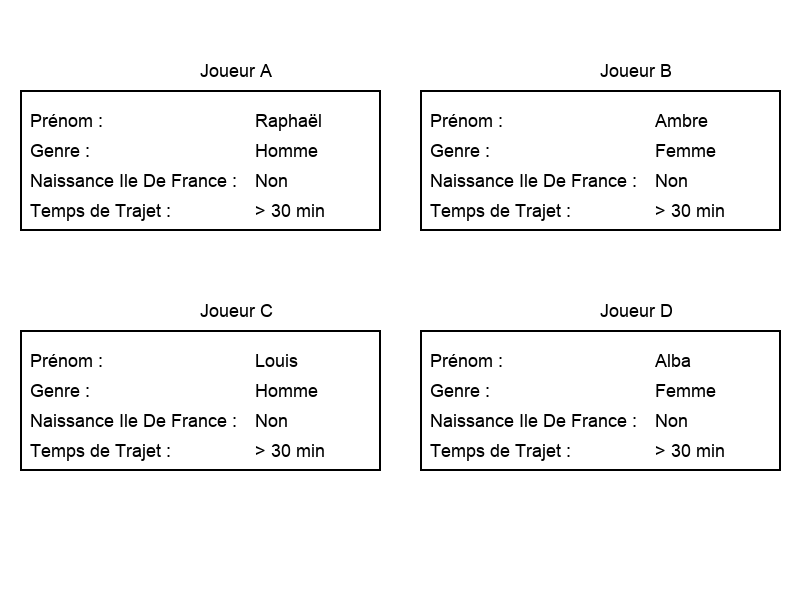 Joueur A
Prénom : Raphaël
Genre : Homme
Naissance Ile De France : Non
Temps de Trajet : > 30 min
Joueur B
Prénom : Ambre
Genre : Femme
Naissance Ile De France : Non
Temps de Trajet : > 30 min
Joueur C
Prénom : Louis
Genre : Homme
Naissance Ile De France : Non
Temps de Trajet : > 30 min
Joueur D
Prénom : Alba
Genre : Femme
Naissance Ile De France : Non
Temps de Trajet : > 30 min